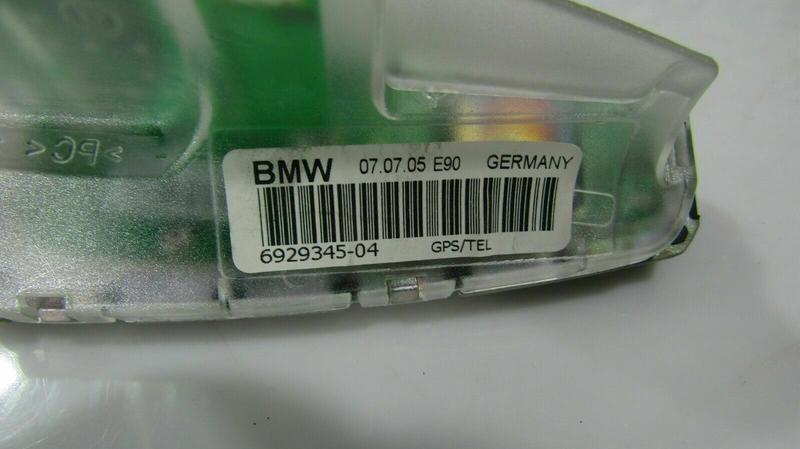 >PC<
BMW 07.07.05 E90 GERMANY
6929345-04 GPS/TEL